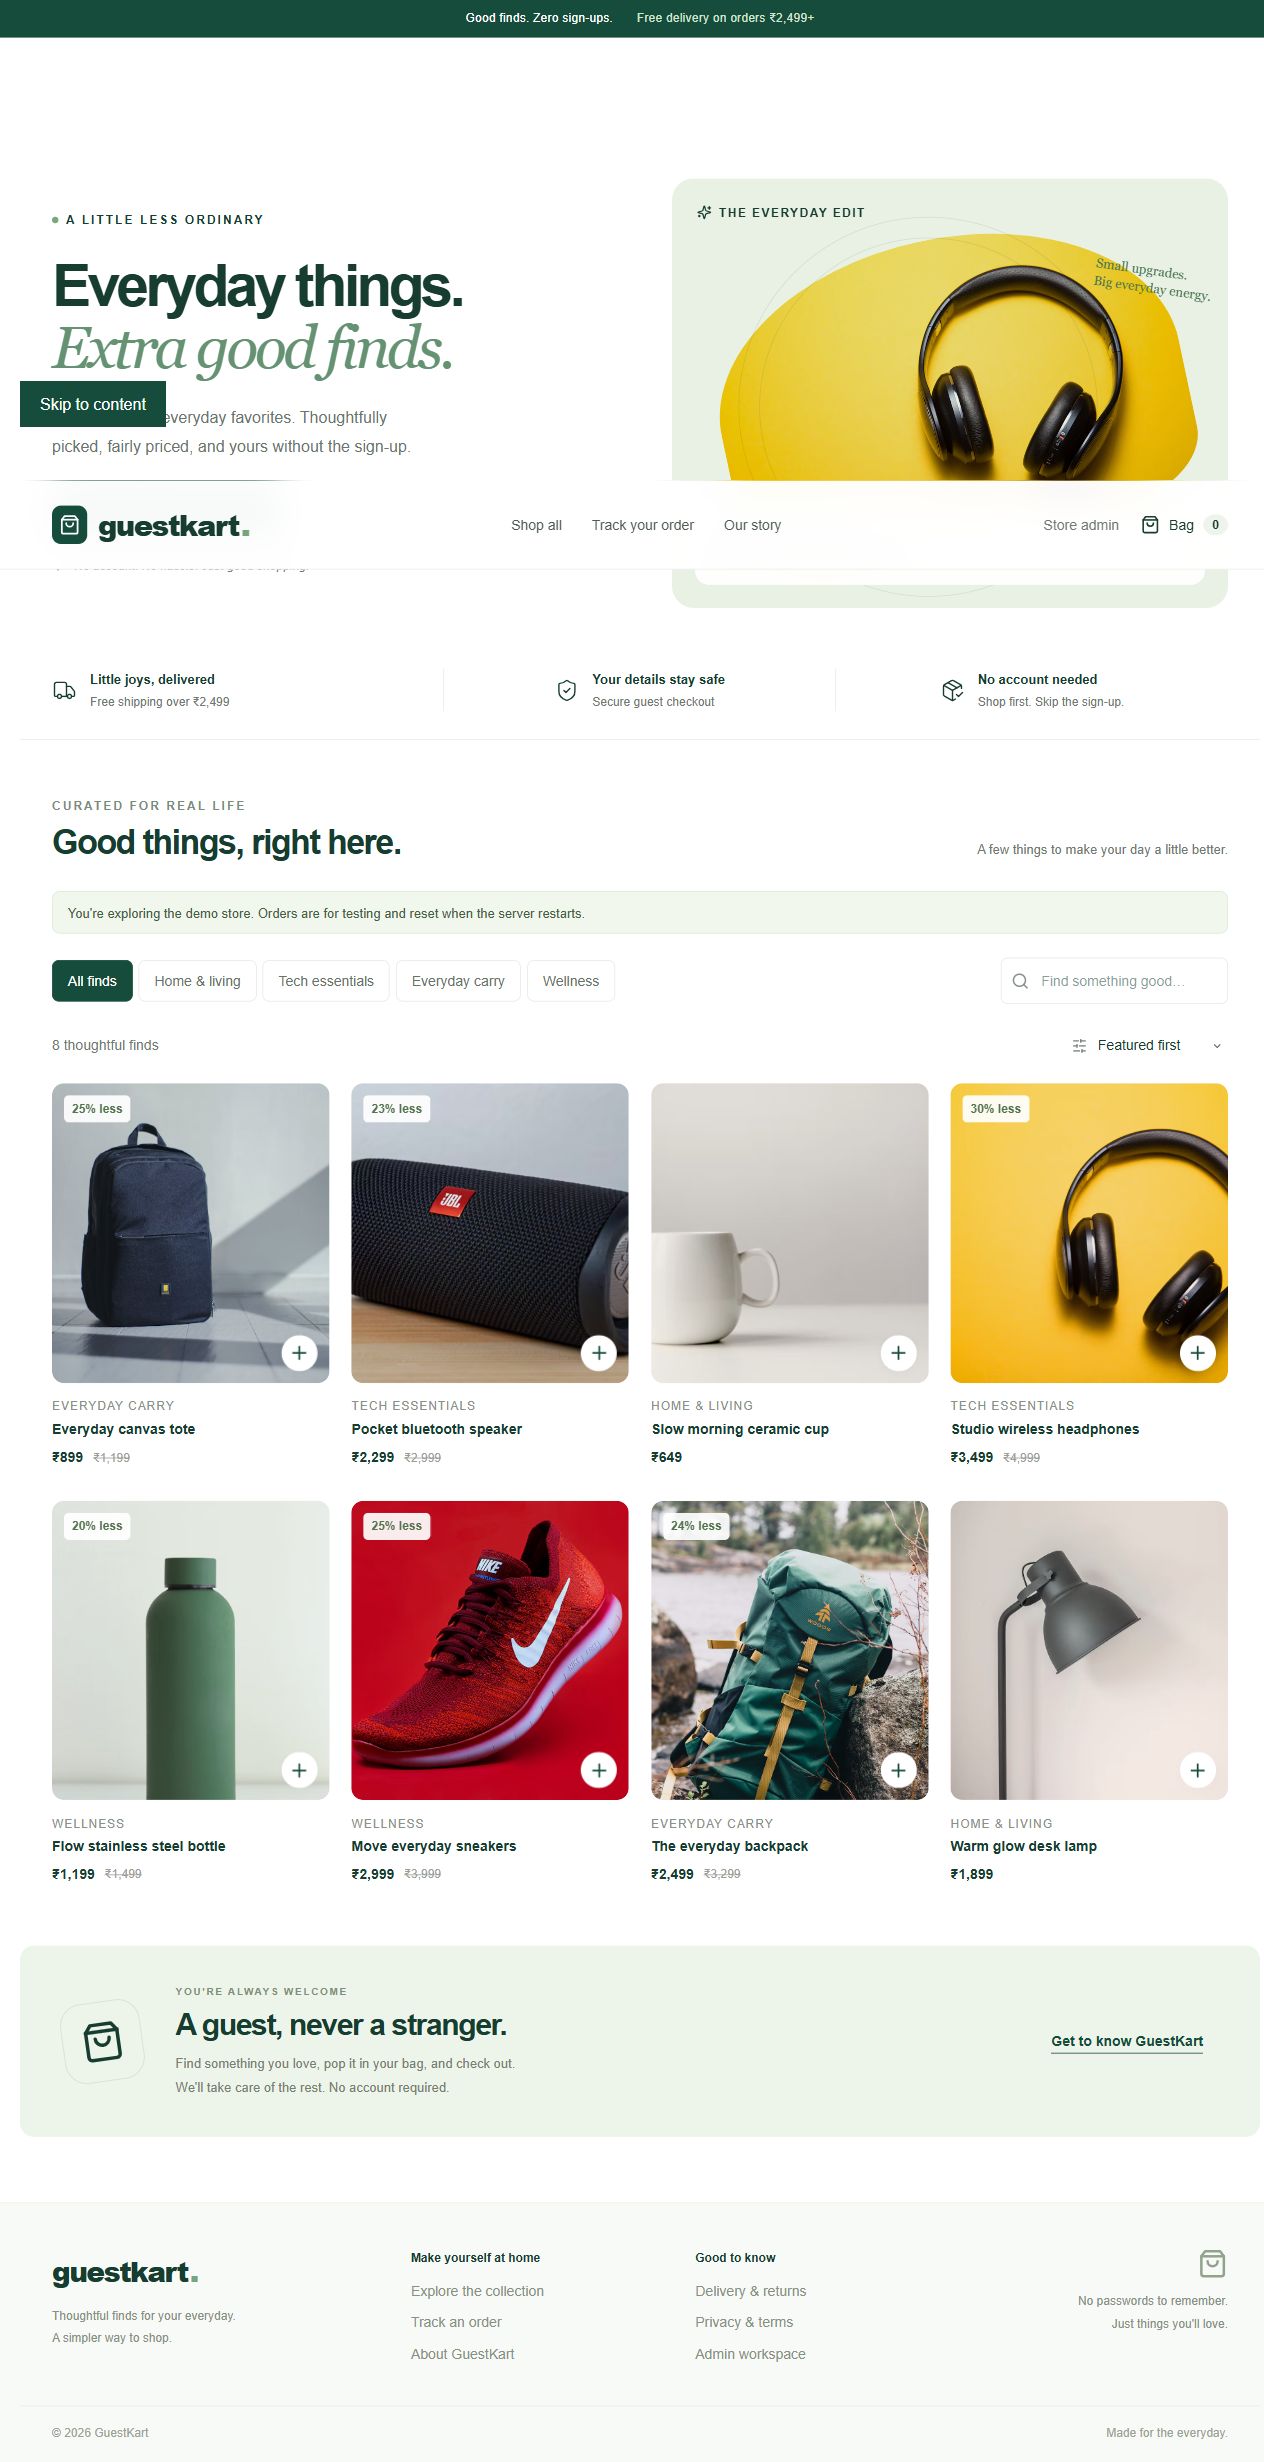 Good finds. Zero sign-ups. Free delivery on orders ₹2,499+
A LITTLE LESS ORDINARY
Everyday things.
Extra good finds.
Skip to content
everyday favorites. Thoughtfully
picked, fairly priced, and yours without the sign-up.
THE EVERYDAY EDIT
Small upgrades.
Big everyday energy.
guestkart.
Shop all
Track your order
Our story
Store admin
Bag 0
Little joys, delivered
Free shipping over ₹2,499
Your details stay safe
Secure guest checkout
No account needed
Shop first. Skip the sign-up.
CURATED FOR REAL LIFE
Good things, right here.
A few things to make your day a little better.
You're exploring the demo store. Orders are for testing and reset when the server restarts.
All finds
Home & living
Tech essentials
Everyday carry
Wellness
Find something good...
8 thoughtful finds
Featured first
25% less
EVERYDAY CARRY
Everyday canvas tote
₹899 ₹1,199
23% less
JBL
TECH ESSENTIALS
Pocket bluetooth speaker
₹2,299 ₹2,999
HOME & LIVING
Slow morning ceramic cup
₹649
30% less
TECH ESSENTIALS
Studio wireless headphones
₹3,499 ₹4,999
20% less
WELLNESS
Flow stainless steel bottle
₹1,199 ₹1,499
25% less
NIKE
WELLNESS
Move everyday sneakers
₹2,999 ₹3,999
24% less
EVERYDAY CARRY
The everyday backpack
₹2,499 ₹3,299
HOME & LIVING
Warm glow desk lamp
₹1,899
YOU'RE ALWAYS WELCOME
A guest, never a stranger.
Find something you love, pop it in your bag, and check out.
We'll take care of the rest. No account required.
Get to know GuestKart
guestkart.
Thoughtful finds for your everyday.
A simpler way to shop.
Make yourself at home
Explore the collection
Track an order
About GuestKart
Good to know
Delivery & returns
Privacy & terms
Admin workspace
No passwords to remember.
Just things you'll love.
© 2026 GuestKart
Made for the everyday.